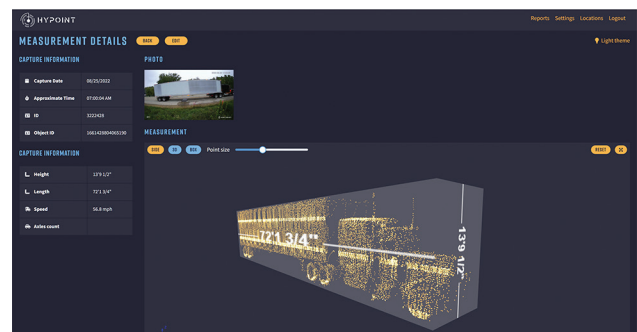 HYPOINT
Reports Settings Locations Logout
MEASUREMENT DETAILS BACK EDIT
Light theme
CAPTURE INFORMATION
Capture Date 06/25/2022
Approximate Time 07:00:04 AM
ID 3222428
Object ID 1661426804065190
CAPTURE INFORMATION
Height 13'9 1/2"
Length 72'1 3/4"
Speed 56.8 mph
Axles count
PHOTO
MEASUREMENT
SIDE 3D BOX Point size
RESET
72'1 3/4"
13'9 1/2"